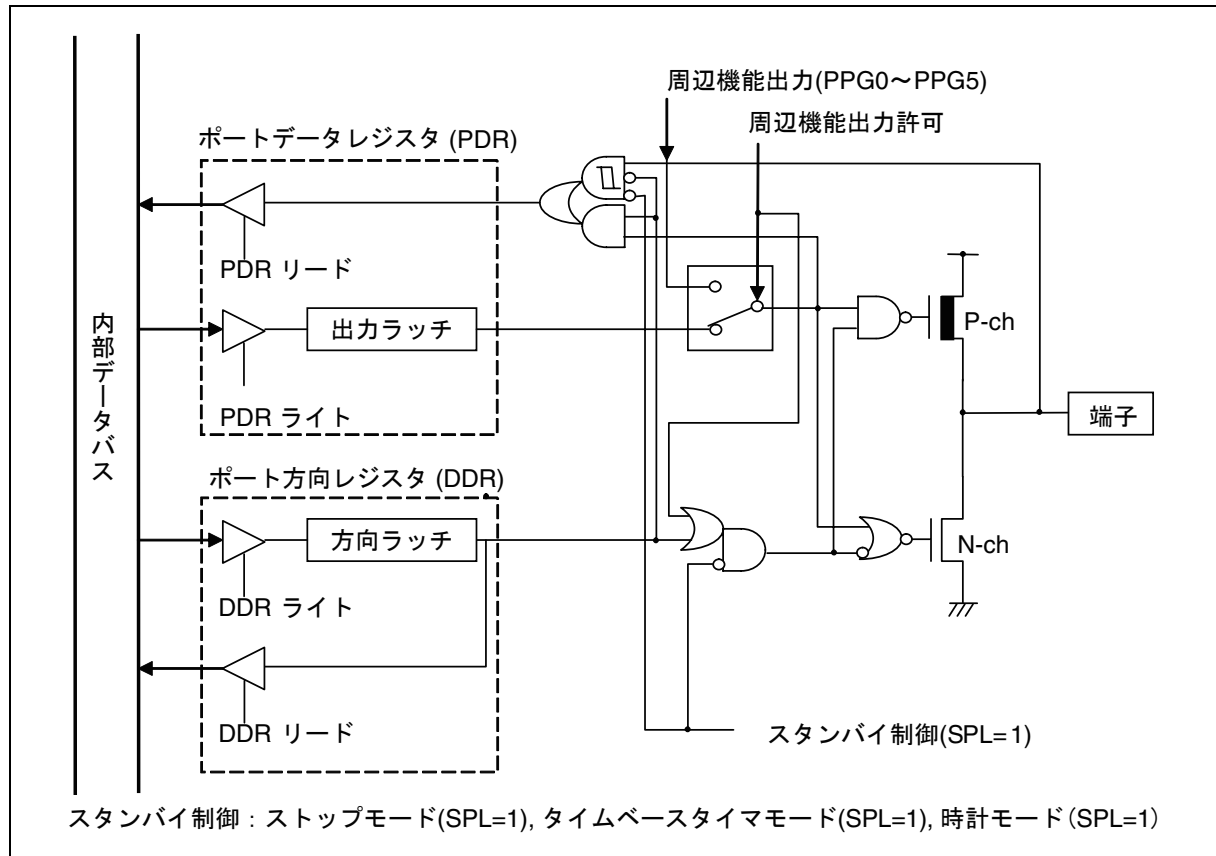 周辺機能出力(PPG0～PPG5)
周辺機能出力許可
ポートデータレジスタ (PDR)
PDR リード
出力ラッチ
PDR ライト
内部データバス
P-ch
端子
ポート方向レジスタ (DDR)
方向ラッチ
DDR ライト
N-ch
DDR リード
スタンバイ制御(SPL=1)
スタンバイ制御 : ストップモード(SPL=1), タイムベースタイマモード(SPL=1), 時計モード(SPL=1)